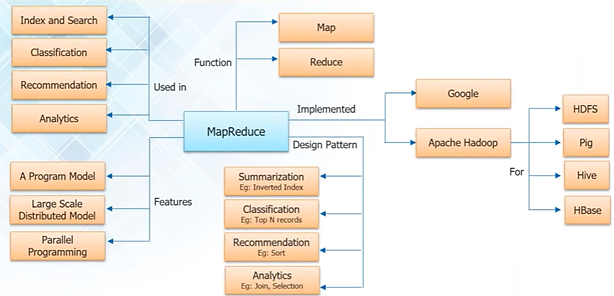 Index and Search
Classification
Recommendation
Analytics
Used in
Function
Map
Reduce
MapReduce
Implemented
Google
Apache Hadoop
For
HDFS
Pig
Hive
HBase
Design Pattern
Summarization
Eg: Inverted Index
Classification
Eg: Top N records
Recommendation
Eg: Sort
Analytics
Eg: Join, Selection
Features
A Program Model
Large Scale
Distributed Model
Parallel
Programming